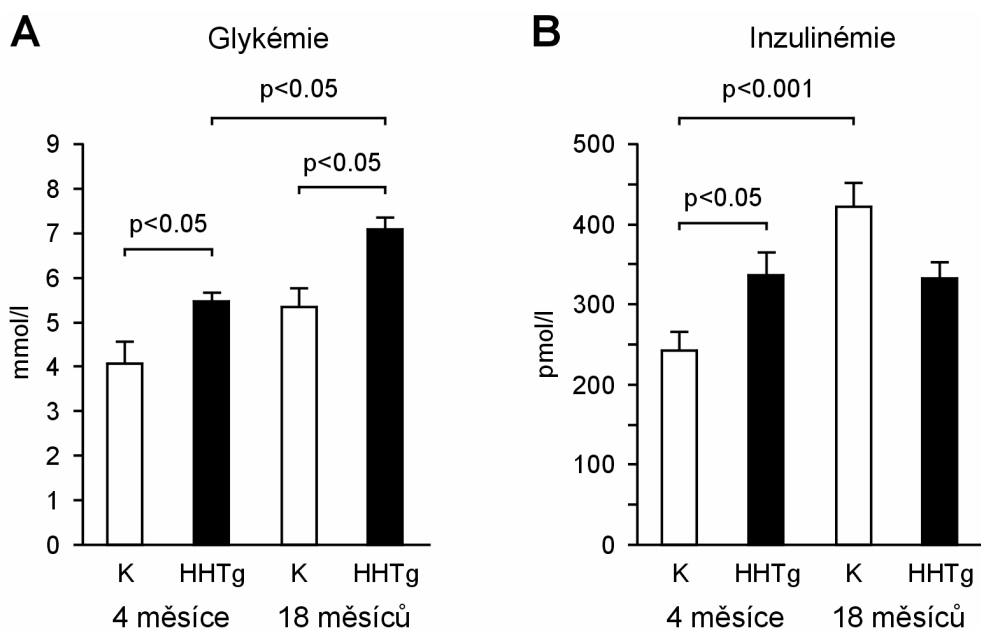 A
Glykémie
p<0.05
p<0.05
p<0.05
9
8
7
6
5
4
3
2
1
0
mmol/l
K HHTg K HHTg
4 měsíce 18 měsíců
B
Inzulinémie
p<0.001
p<0.05
500
400
300
200
100
0
pmol/l
K HHTg K HHTg
4 měsíce 18 měsíců